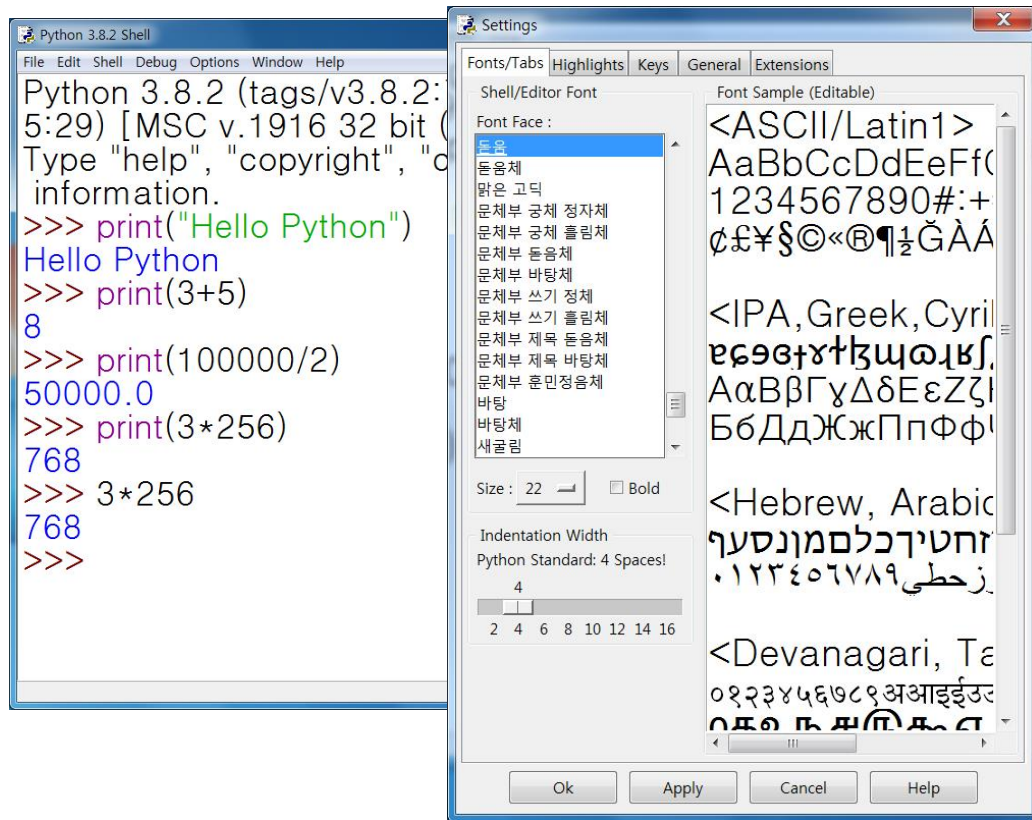 Python 3.8.2 Shell
File Edit Shell Debug Options Window Help
Python 3.8.2 (tags/v3.8.2:
5:29) [MSC v.1916 32 bit (
Type "help", "copyright", "c
information.
>>> print("Hello Python")
Hello Python
>>> print(3+5)
8
>>> print(100000/2)
50000.0
>>> print(3*256)
768
>>> 3*256
768
>>>
Settings
Fonts/Tabs Highlights Keys General Extensions
Shell/Editor Font
Font Face :
돋움
돋움체
맑은 고딕
문체부 궁체 정자체
문체부 궁체 흘림체
문체부 돋음체
문체부 바탕체
문체부 쓰기 정체
문체부 쓰기 흘림체
문체부 제목 돋음체
문체부 제목 바탕체
문체부 훈민정음체
바탕
바탕체
새굴림
Size : 22 Bold
Indentation Width
Python Standard: 4 Spaces!
4
2 4 6 8 10 12 14 16
Font Sample (Editable)
<ASCII/Latin1>
AaBbCcDdEeFf
1234567890#:+
¢£¥§©«®¶½ĞÀÁ
<IPA,Greek,Cyril
AαBβΓγΔδEεZζ
БбДдЖжПпФф
<Hebrew, Arabic
חטיךכלםמןנסעף
<Devanagari, Ta
०१२३४५६७८९अआइई
Ok Apply Cancel Help